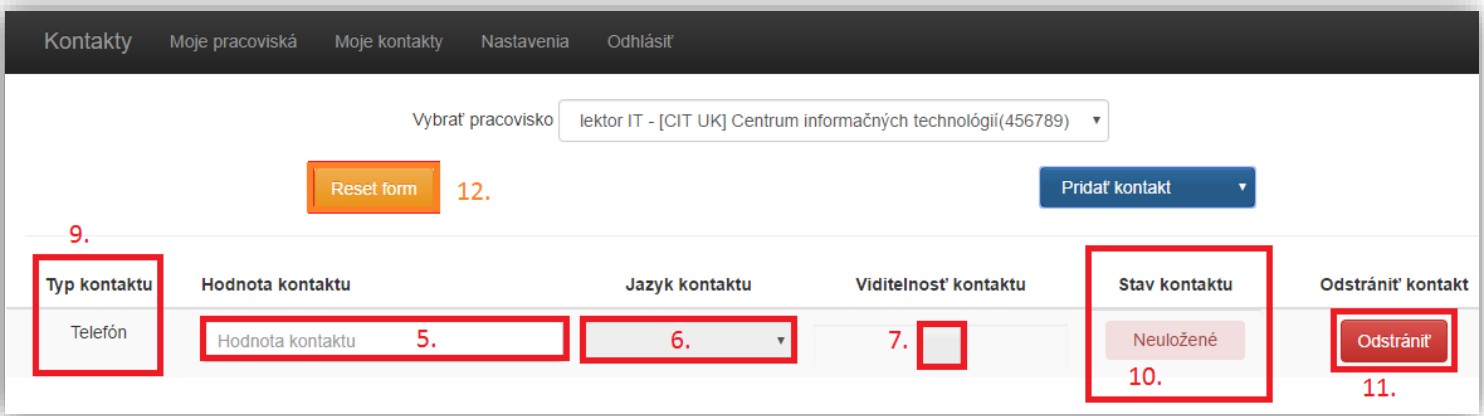 Kontakty Moje pracoviská Moje kontakty Nastavenia Odhlásiť
Vybrať pracovisko lektor IT - [CIT UK] Centrum informačných technológií(456789)
Reset form 12. Pridať kontakt
9.
Typ kontaktu Hodnota kontaktu Jazyk kontaktu Viditelnosť kontaktu Stav kontaktu Odstrániť kontakt
Telefón Hodnota kontaktu 5. 6. 7. Neuložené Odstrániť
10. 11.